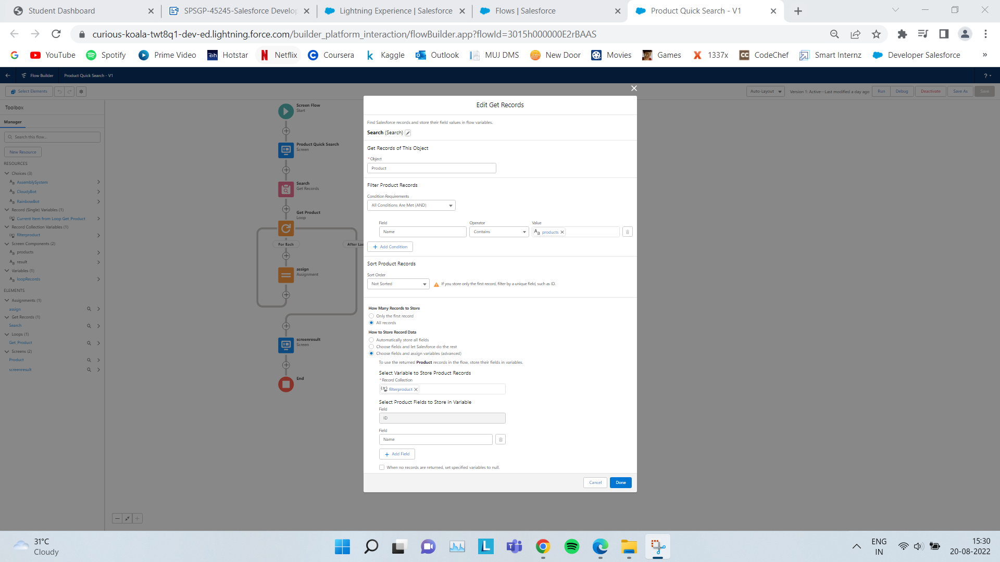 Student Dashboard
SPSGP-45245-Salesforce Develop
Lightning Experience | Salesforce
Flows | Salesforce
Product Quick Search - V1
curious-koala-twt8q1-dev-ed.lightning.force.com/builder_platform_interaction/flowBuilder.app?flowId=3015h000000E2rBAAS
YouTube
Spotify
Prime Video
Hotstar
Netflix
Coursera
Kaggle
Outlook
MUJ DMS
New Door
Movies
Games
1337x
CodeChef
Smart Internz
Developer Salesforce
»
Flow Builder
Product Quick Search - V1
?
Select Elements
Auto-Layout
Version 1: Active—Last modified a day ago
Run
Debug
Deactivate
Save As
Save
Toolbox
Manager
Search this flow...
New Resource
RESOURCES
Choices (3)
AssemblySystem
CloudyBot
RainbowBot
Record (Single) Variables (1)
Current Item from Loop Get_Product
Record Collection Variables (1)
filterproduct
Screen Components (2)
products
result
Variables (1)
loopRecords
ELEMENTS
Assignments (1)
assign
Get Records (1)
Search
Loops (1)
Get_Product
Screens (2)
Product
screenresult
Screen Flow
Start
Product Quick Search
Screen
Search
Get Records
Get Product
Loop
For Each
After Las
assign
Assignment
screenresult
Screen
End
Edit Get Records
Find Salesforce records and store their field values in flow variables.
Search (Search)
Get Records of This Object
*Object
Product
Filter Product Records
Condition Requirements
All Conditions Are Met (AND)
Field
Operator
Value
Name
Contains
products
Add Condition
Sort Product Records
Sort Order
Not Sorted
If you store only the first record, filter by a unique field, such as ID.
How Many Records to Store
Only the first record
All records
How to Store Record Data
Automatically store all fields
Choose fields and let Salesforce do the rest
Choose fields and assign variables (advanced)
To use the returned Product records in the flow, store their fields in variables.
Select Variable to Store Product Records
*Record Collection
filterproduct
Select Product Fields to Store in Variable
Field
ID
Field
Name
Add Field
When no records are returned, set specified variables to null.
Cancel
Done
31°C
Cloudy
ENG
IN
15:30
20-08-2022